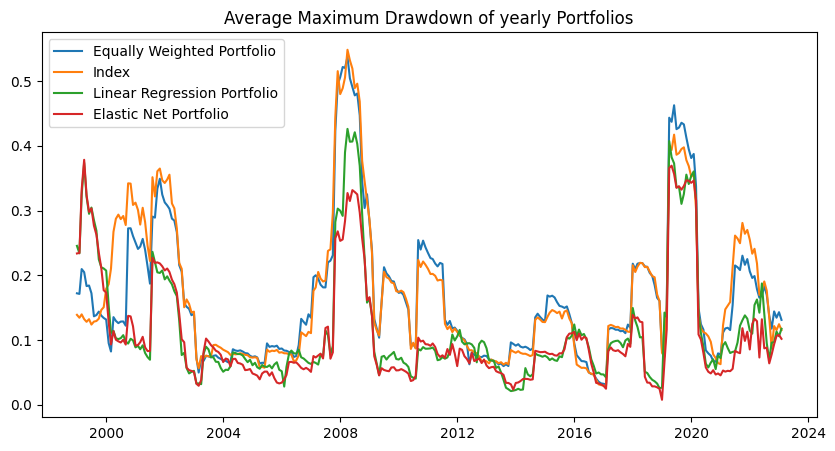 Average Maximum Drawdown of yearly Portfolios
Equally Weighted Portfolio
Index
Linear Regression Portfolio
Elastic Net Portfolio
0.5
0.4
0.3
0.2
0.1
0.0
2000 2004 2008 2012 2016 2020 2024